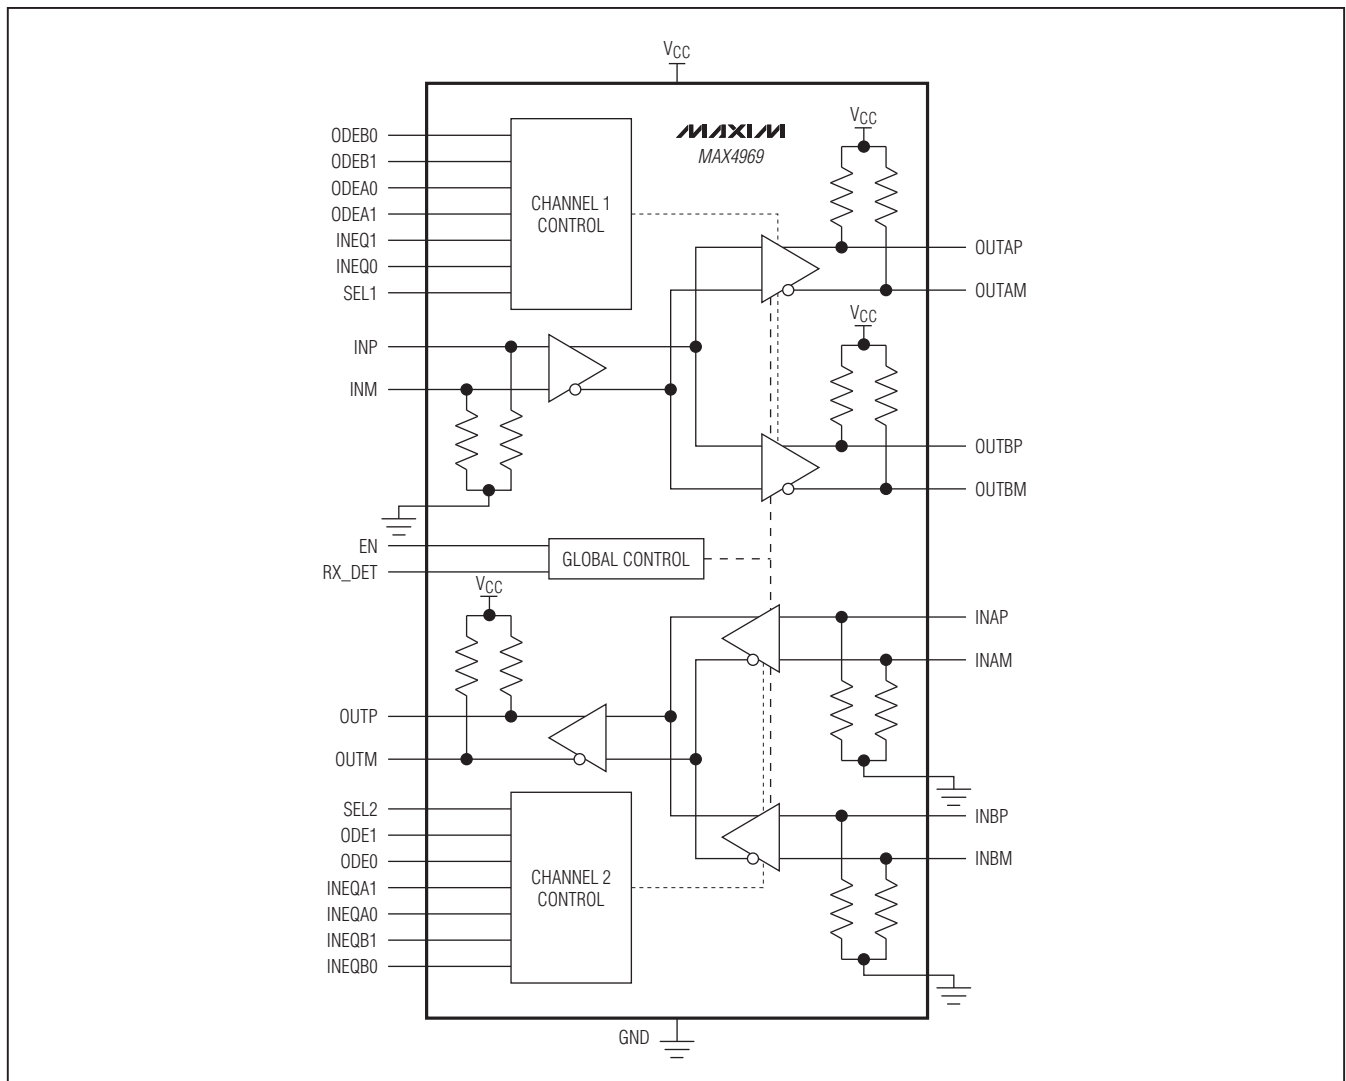 VCC
MAXIM
MAX4969
VCC
ODEB0
ODEB1
ODEA0
ODEA1
INEQ1
INEQ0
SEL1
CHANNEL 1
CONTROL
OUTAP
OUTAM
VCC
INP
INM
OUTBP
OUTBM
EN
RX_DET
GLOBAL CONTROL
VCC
INAP
INAM
OUTP
OUTM
SEL2
ODE1
ODE0
INEQA1
INEQA0
INEQB1
INEQB0
CHANNEL 2
CONTROL
INBP
INBM
GND